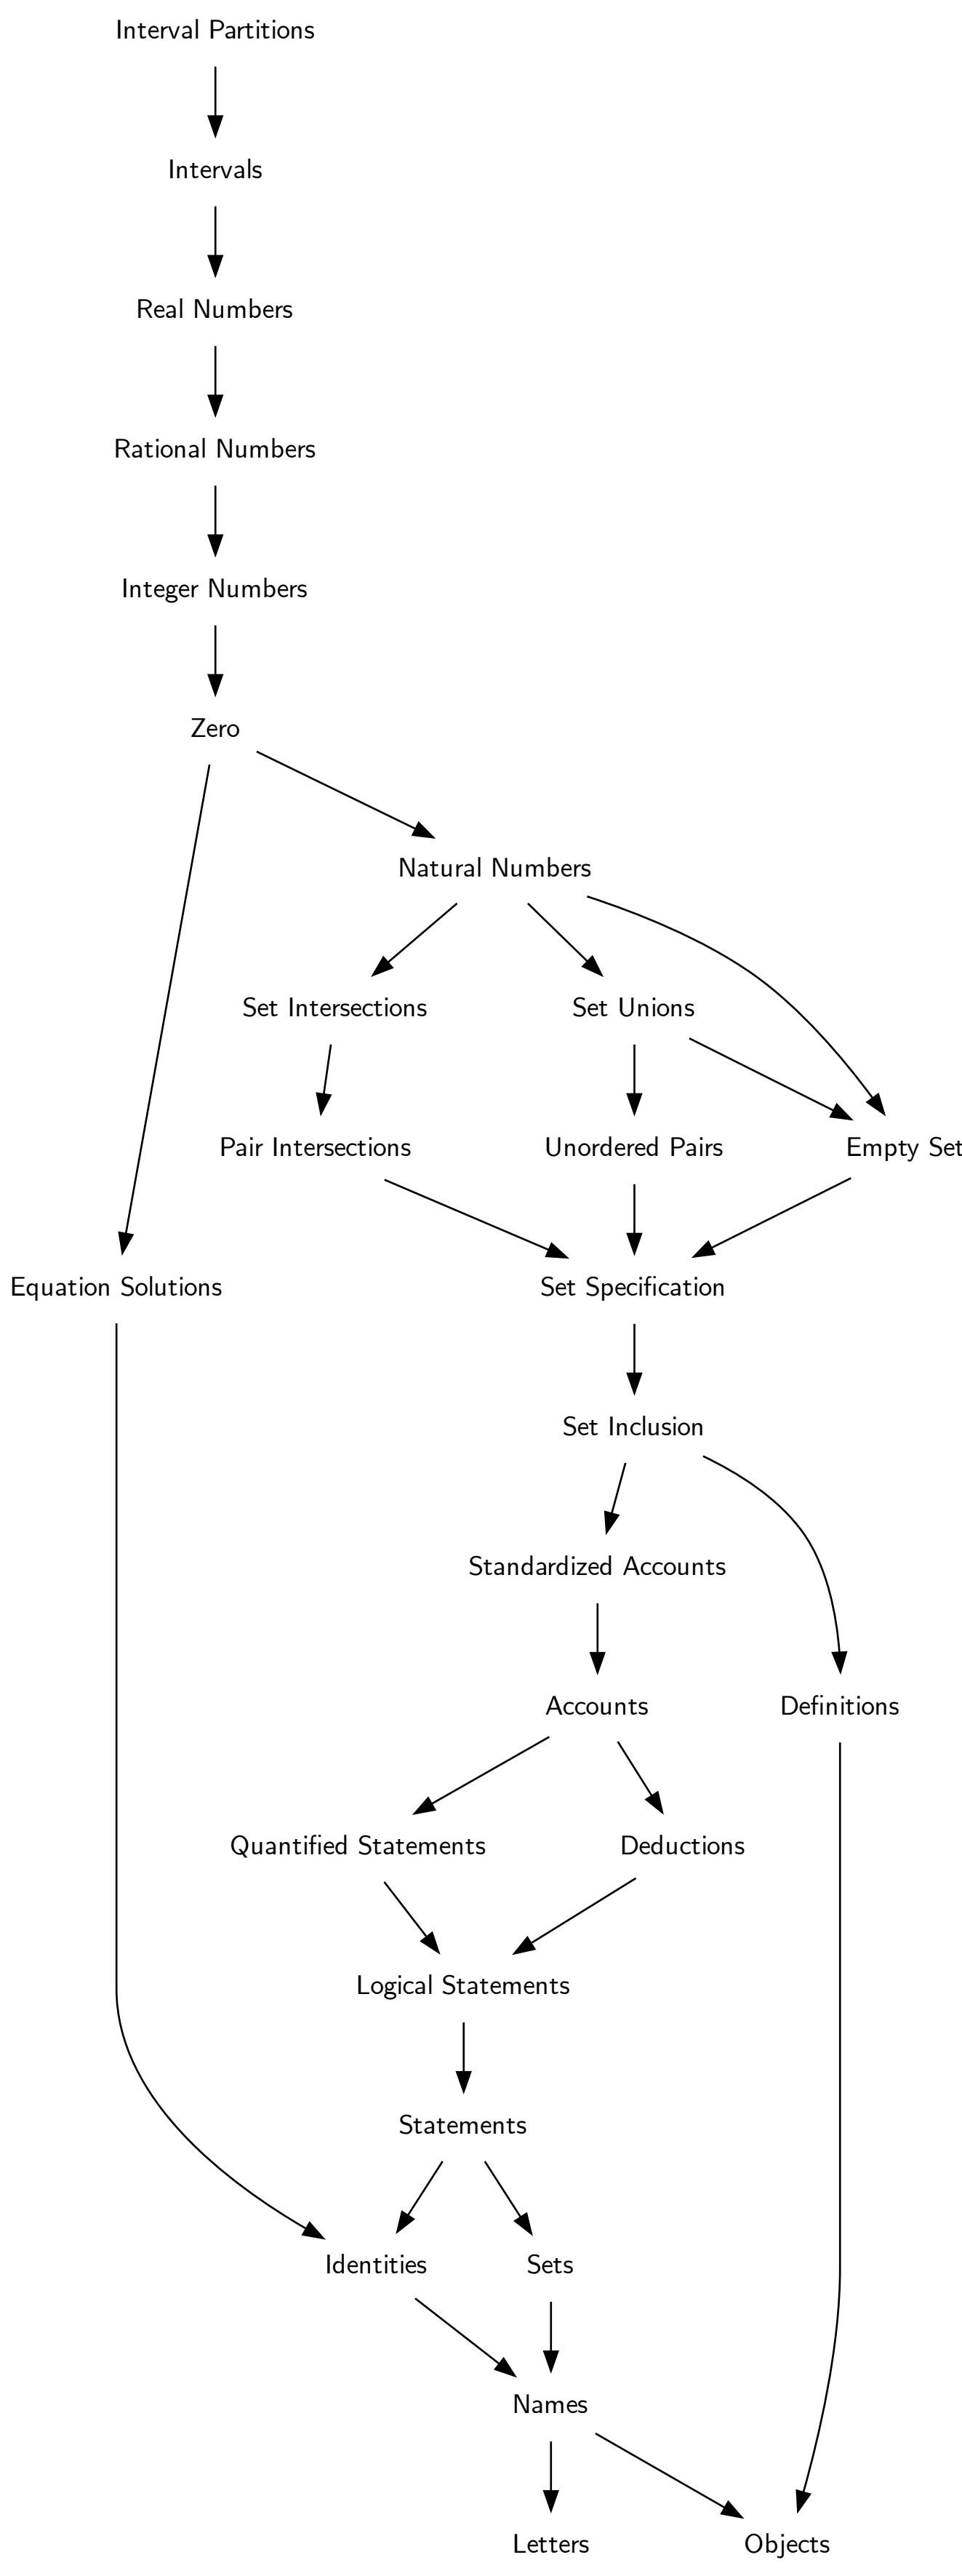 Interval Partitions
Intervals
Real Numbers
Rational Numbers
Integer Numbers
Zero
Natural Numbers
Set Intersections
Set Unions
Pair Intersections
Unordered Pairs
Empty Set
Equation Solutions
Set Specification
Set Inclusion
Standardized Accounts
Accounts
Definitions
Quantified Statements
Deductions
Logical Statements
Statements
Identities
Sets
Names
Letters
Objects